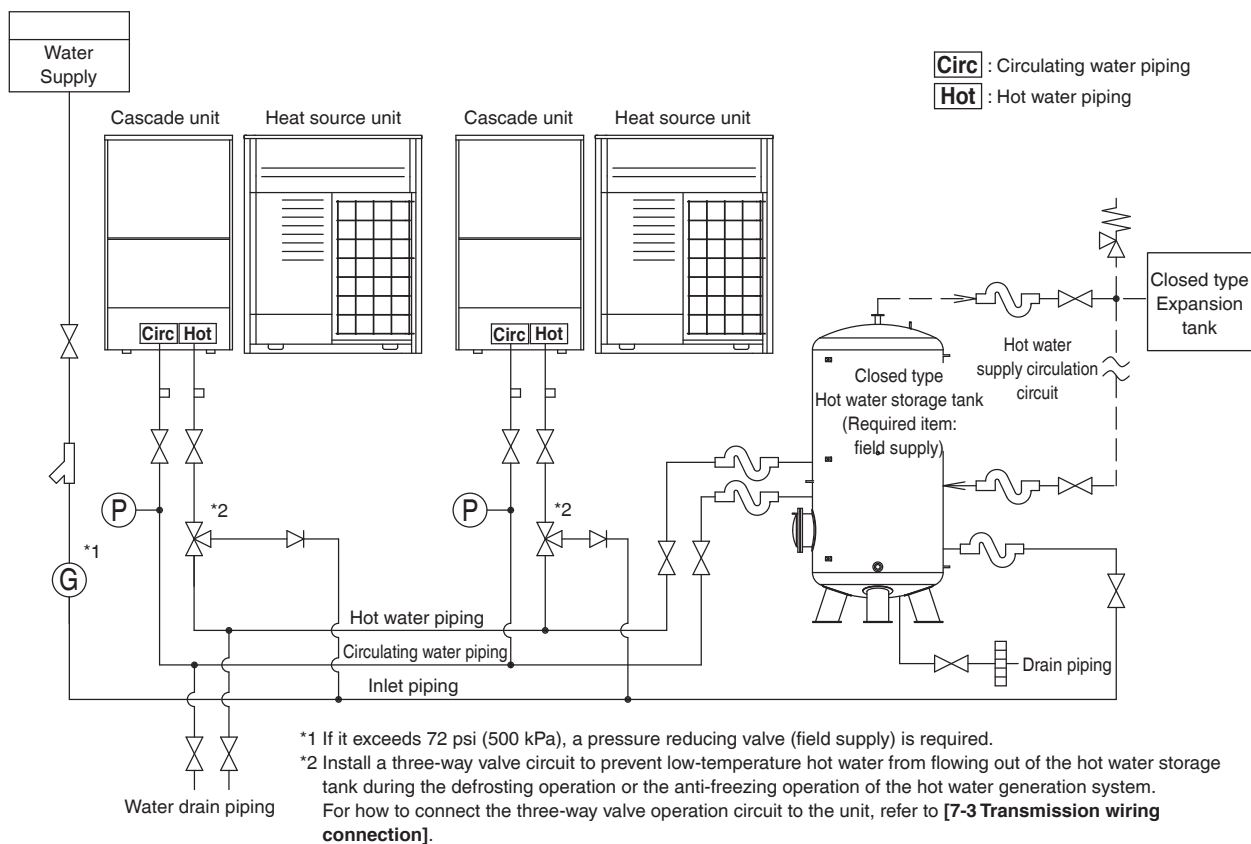 Water
Supply
Circ : Circulating water piping
Hot : Hot water piping
Cascade unit
Heat source unit
Cascade unit
Heat source unit
Circ Hot
Circ Hot
Closed type
Expansion
tank
Hot water
supply circulation
circuit
Closed type
Hot water storage tank
(Required item:
field supply)
P
*2
P
*2
*1
G
Hot water piping
Circulating water piping
Inlet piping
Drain piping
Water drain piping
*1 If it exceeds 72 psi (500 kPa), a pressure reducing valve (field supply) is required.
*2 Install a three-way valve circuit to prevent low-temperature hot water from flowing out of the hot water storage
tank during the defrosting operation or the anti-freezing operation of the hot water generation system.
For how to connect the three-way valve operation circuit to the unit, refer to [7-3 Transmission wiring
connection].